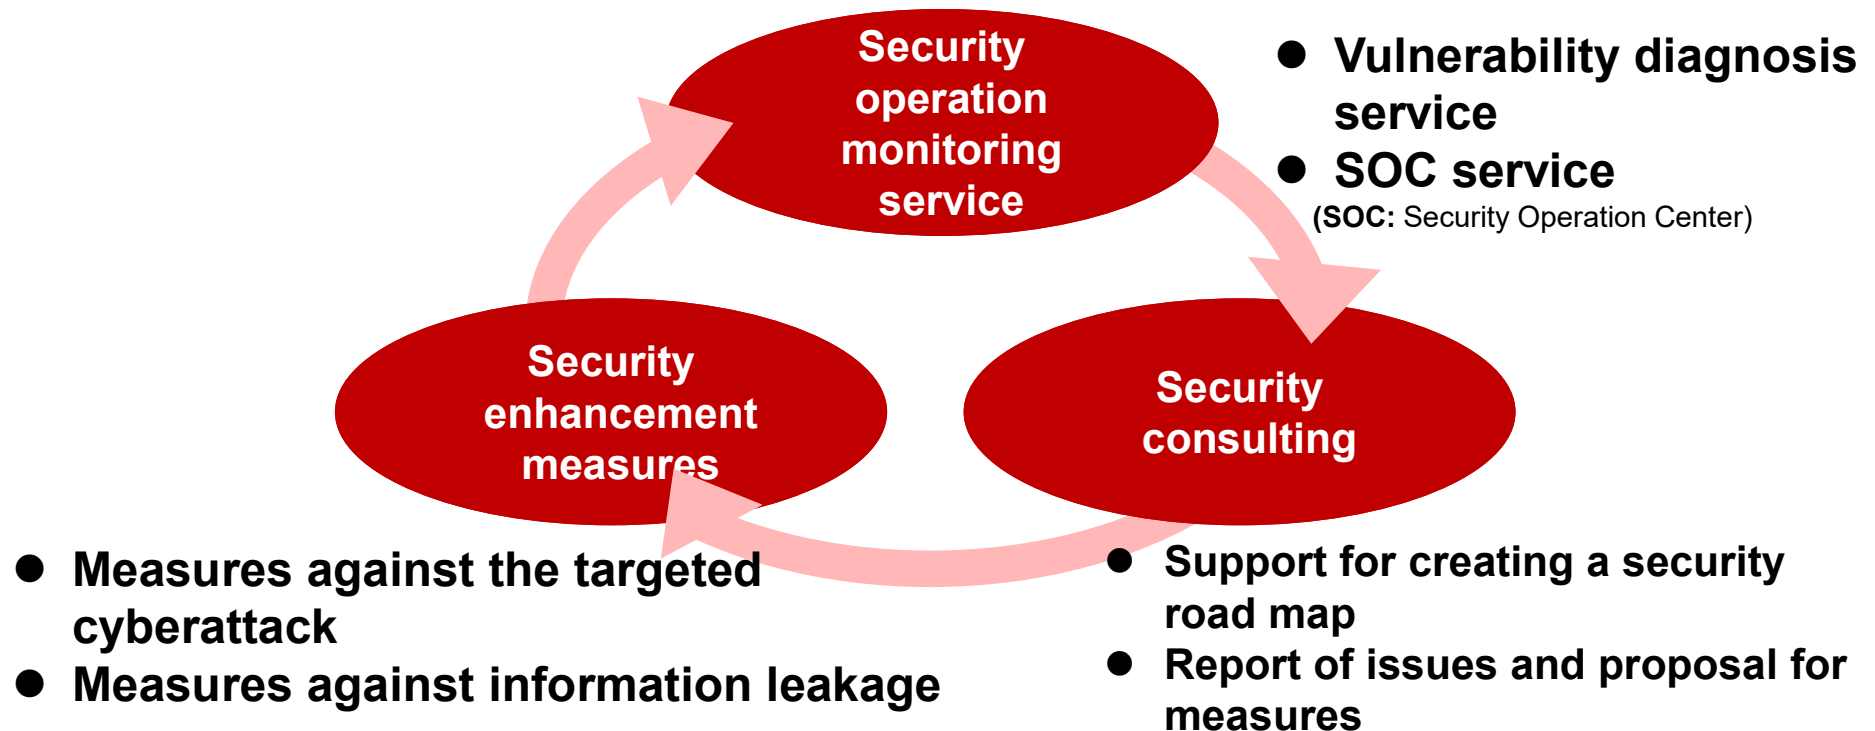 Security
operation
monitoring
service
● Vulnerability diagnosis
service
● SOC service
(SOC: Security Operation Center)
Security
enhancement
measures
Security
consulting
● Measures against the targeted
cyberattack
● Measures against information leakage
● Support for creating a security
road map
● Report of issues and proposal for
measures